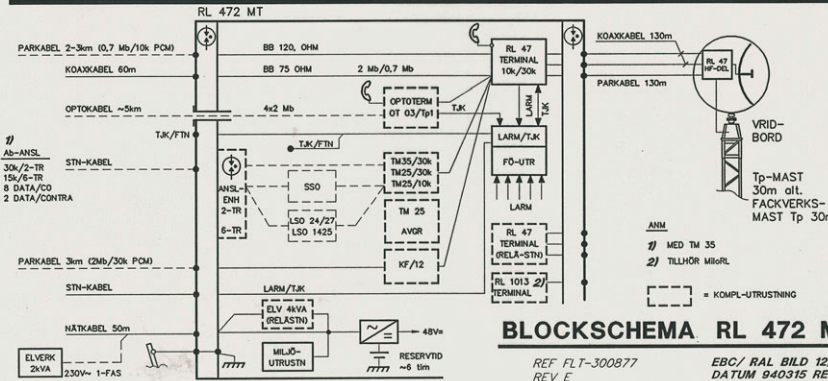 RL 472 MT
PARKABEL 2-3km (0,7 Mb/10k PCM)
KOAXKABEL 60m
OPTOKABEL ~5km
TJK/FTN
1)
Ab-ANSL
30k/2-TR
15k/6-TR
8 DATA/CO
2 DATA/CONTRA
STN-KABEL
PARKABEL 3km (2Mb/30k PCM)
STN-KABEL
NÄTKABEL 50m
ELVERK
2kVA
230V~ 1-FAS
BB 120, OHM
BB 75 OHM
2 Mb/0,7 Mb
4x2 Mb
OPTOTERM
OT 03/Tp1
TJK
TJK/FTN
ANSL-
ENH
2-TR
6-TR
SSO
LSO 24/27
LSO 1425
TM35/30k
TM25/30k
TM25/10k
TM 25
AVGR
KF/12
LARM/TJK
ELV 4kVA
(RELÄSTN)
MILJÖ-
UTRUSTN
48V=
RESERVTID
~6 tim
RL 47
TERMINAL
10k/30k
LARM
TJK
LARM/TJK
FÖ-UTR
LARM
RL 47
TERMINAL
(RELÄ-STN)
RL 1013
TERMINAL
2)
KOAXKABEL 130m
PARKABEL 130m
RL 47
HF-DEL
VRID-
BORD
Tp-MAST
30m alt.
FACKVERKS-
MAST Tp 30m
ANM
1) MED TM 35
2) TILLHÖR MiloRL
= KOMPL-UTRUSTNING
BLOCKSCHEMA RL 472 M
REF FLT-300877
REV E
EBC/ RAL BILD 12
DATUM 940315 RE